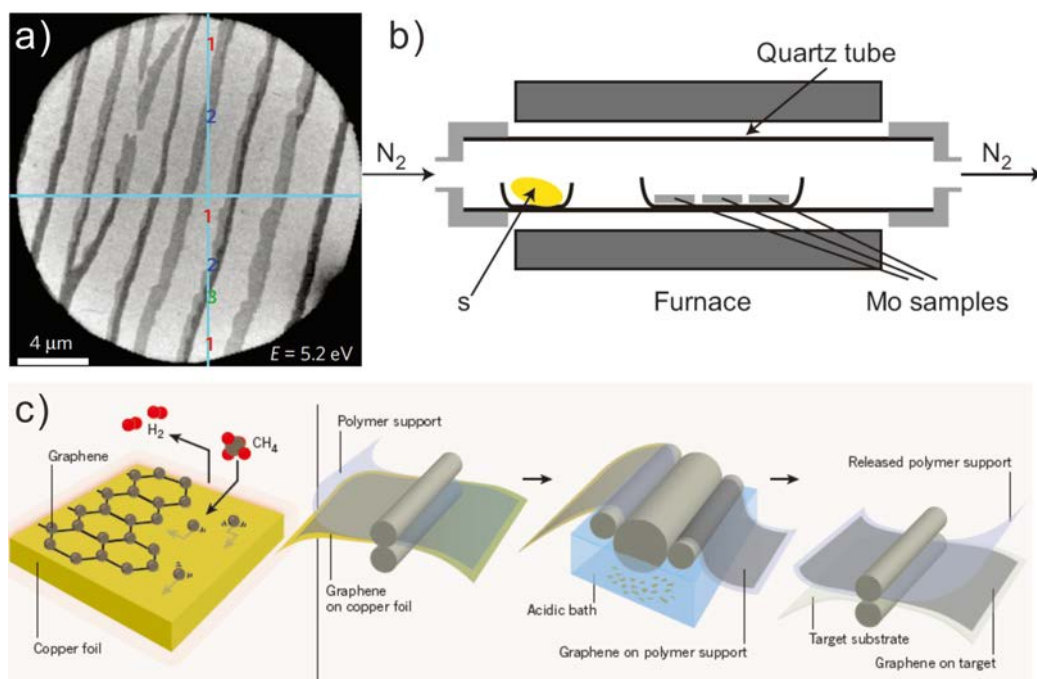 a)
1
2
1
2
3
1
4 μm
E = 5.2 eV
b)
Quartz tube
N2
N2
s
Furnace
Mo samples
c)
H2
CH4
Graphene
Copper foil
Polymer support
Graphene
on copper foil
Acidic bath
Graphene on polymer support
Released polymer support
Target substrate
Graphene on target